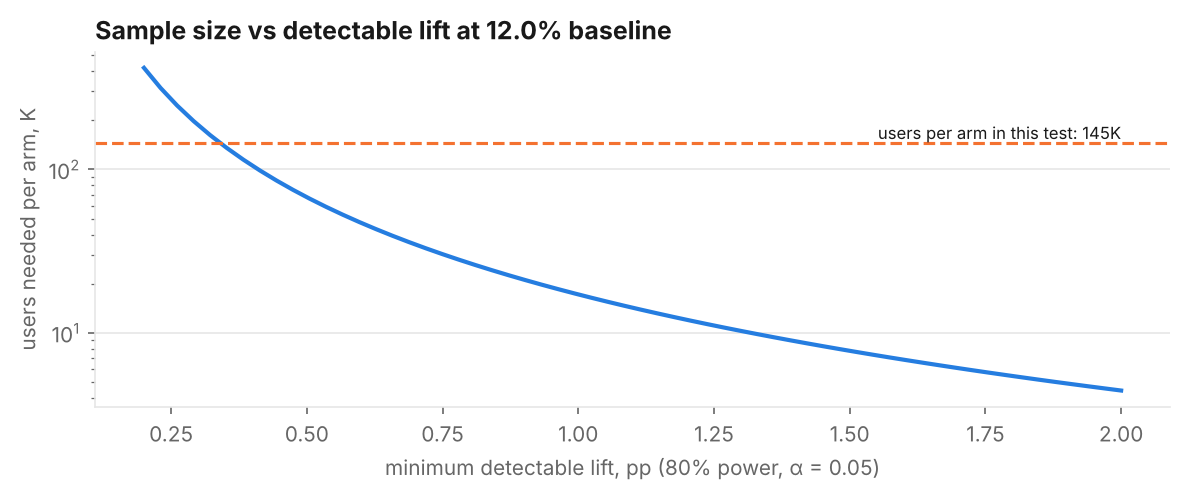 Sample size vs detectable lift at 12.0% baseline
users needed per arm, K
10²
10¹
users per arm in this test: 145K
0.25 0.50 0.75 1.00 1.25 1.50 1.75 2.00
minimum detectable lift, pp (80% power, α = 0.05)